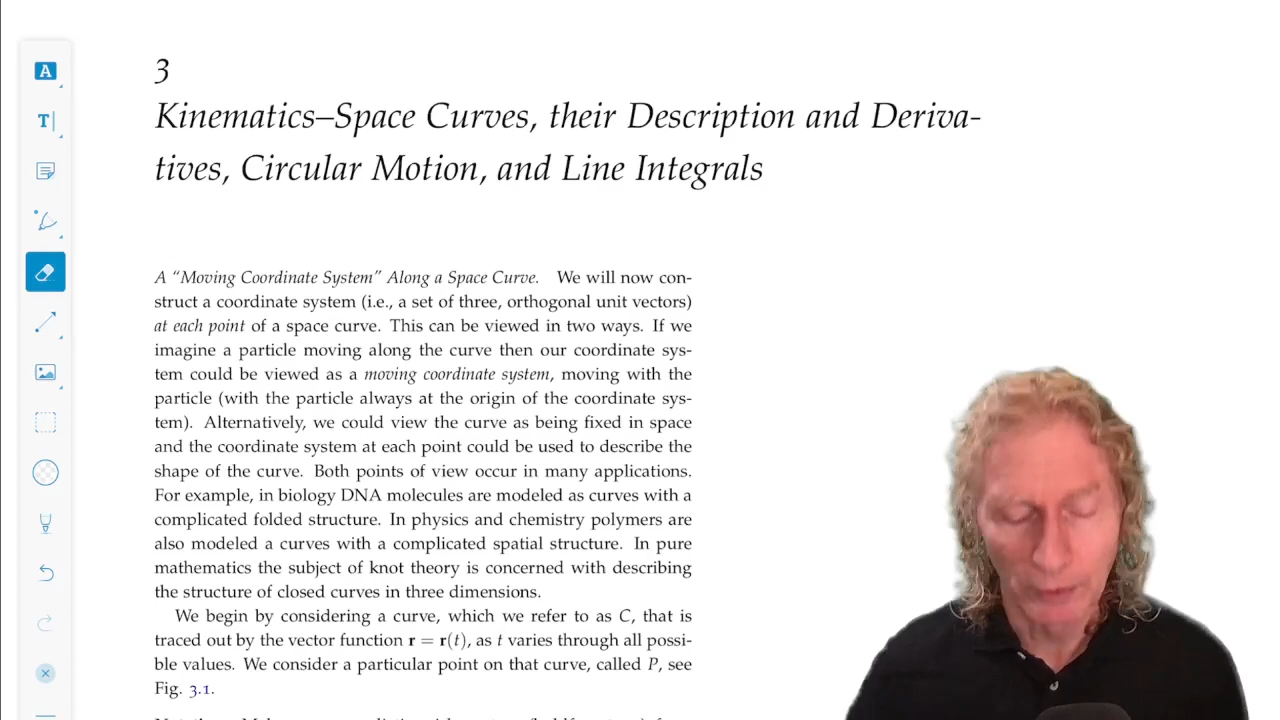 3
Kinematics–Space Curves, their Description and Deriva-
tives, Circular Motion, and Line Integrals
A “Moving Coordinate System” Along a Space Curve. We will now con-
struct a coordinate system (i.e., a set of three, orthogonal unit vectors)
at each point of a space curve. This can be viewed in two ways. If we
imagine a particle moving along the curve then our coordinate sys-
tem could be viewed as a moving coordinate system, moving with the
particle (with the particle always at the origin of the coordinate sys-
tem). Alternatively, we could view the curve as being fixed in space
and the coordinate system at each point could be used to describe the
shape of the curve. Both points of view occur in many applications.
For example, in biology DNA molecules are modeled as curves with a
complicated folded structure. In physics and chemistry polymers are
also modeled a curves with a complicated spatial structure. In pure
mathematics the subject of knot theory is concerned with describing
the structure of closed curves in three dimensions.
We begin by considering a curve, which we refer to as C, that is
traced out by the vector function r = r(t), as t varies through all possi-
ble values. We consider a particular point on that curve, called P, see
Fig. 3.1.